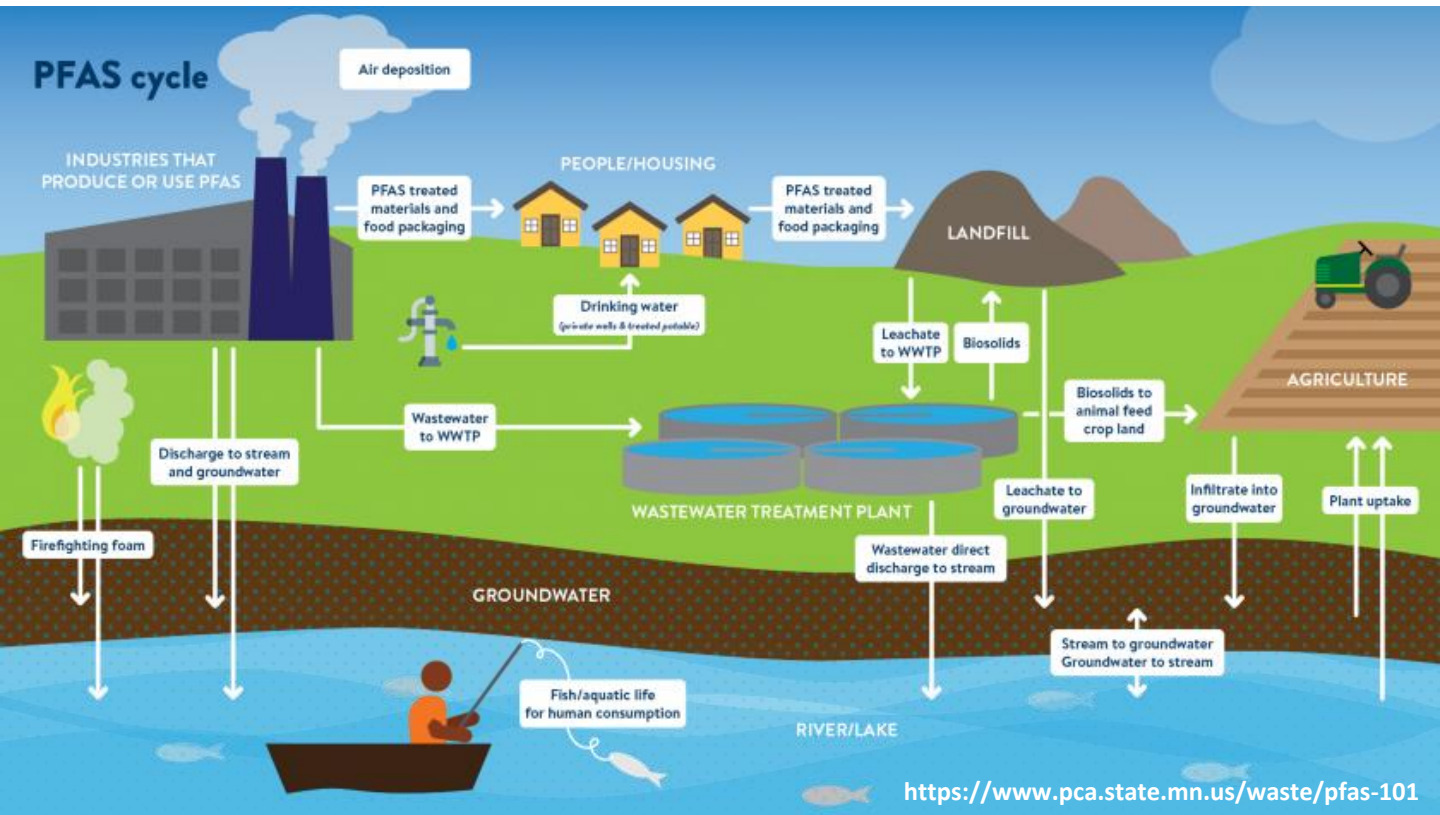 PFAS cycle
Air deposition
INDUSTRIES THAT
PRODUCE OR USE PFAS
PFAS treated
materials and
food packaging
PEOPLE/HOUSING
PFAS treated
materials and
food packaging
LANDFILL
Drinking water
(private wells & treated potable)
Leachate
to WWTP
Biosolids
AGRICULTURE
Biosolids to
animal feed
crop land
Wastewater
to WWTP
Discharge to stream
and groundwater
WASTEWATER TREATMENT PLANT
Leachate to
groundwater
Infiltrate into
groundwater
Plant uptake
Firefighting foam
Wastewater direct
discharge to stream
GROUNDWATER
Stream to groundwater
Groundwater to stream
Fish/aquatic life
for human consumption
RIVER/LAKE
https://www.pca.state.mn.us/waste/pfas-101